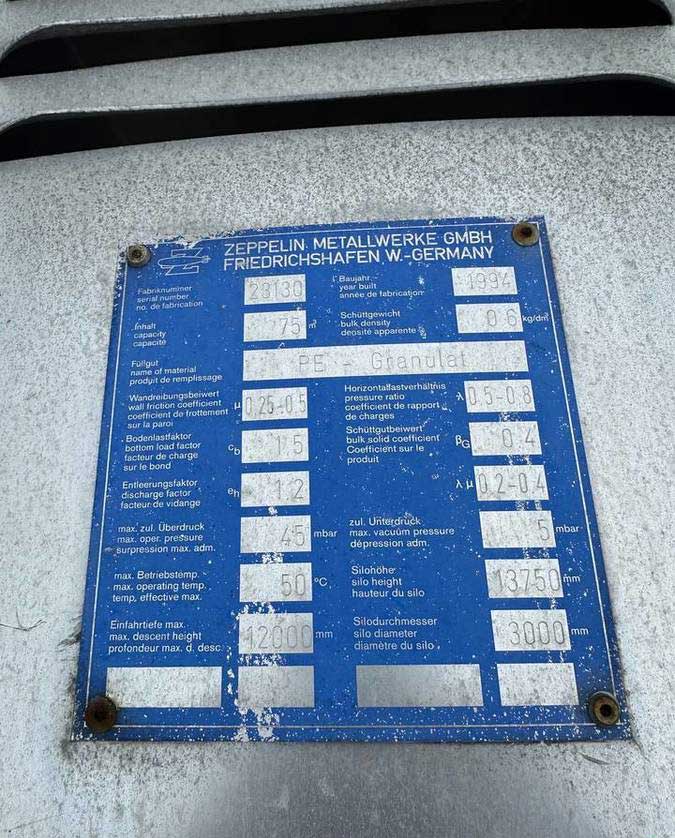 ZEPPELIN METALLWERKE GMBH
FRIEDRICHSHAFEN W.-GERMANY
Fabriknummer
serial number
no. de fabrication
29130
Baujahr
year built
année de fabrication
1994
Inhalt
capacity
capacité
75 m³
Schüttgewicht
bulk density
deosité apparente
0.6 kg/dm³
Füllgut
name of material
produit de remplissage
PE - Granulat
Wandreibungsbeiwert
wall friction coefficient
coefficient de frottement
sur la paroi
μ 0,25-0,5
Horizontallastverhältnis
pressure ratio
coefficient de rapport
de charges
λ 0,5-0,8
Bodenlastfaktor
bottom load factor
facteur de charge
sur le bond
cb 1,5
Schüttgutbeiwert
bulk solid coefficient
Coefficient sur le
produit
βG 0,4
Entleerungsfaktor
discharge factor
facteur de vidange
eh 1,2
λ μ 0,2-0,4
max. zul. Überdruck
max. oper. pressure
surpression max. adm.
45 mbar
zul. Unterdruck
max. vacuum pressure
dépression adm.
5 mbar
max. Betriebstemp.
max. operating temp.
temp. effective max.
50 °C
Silohöhe
silo height
hauteur du silo
13750 mm
Einfahrtiefe max.
max. descent height
profondeur max. d. desc.
12000 mm
Silodurchmesser
silo diameter
diamètre du silo
3000 mm